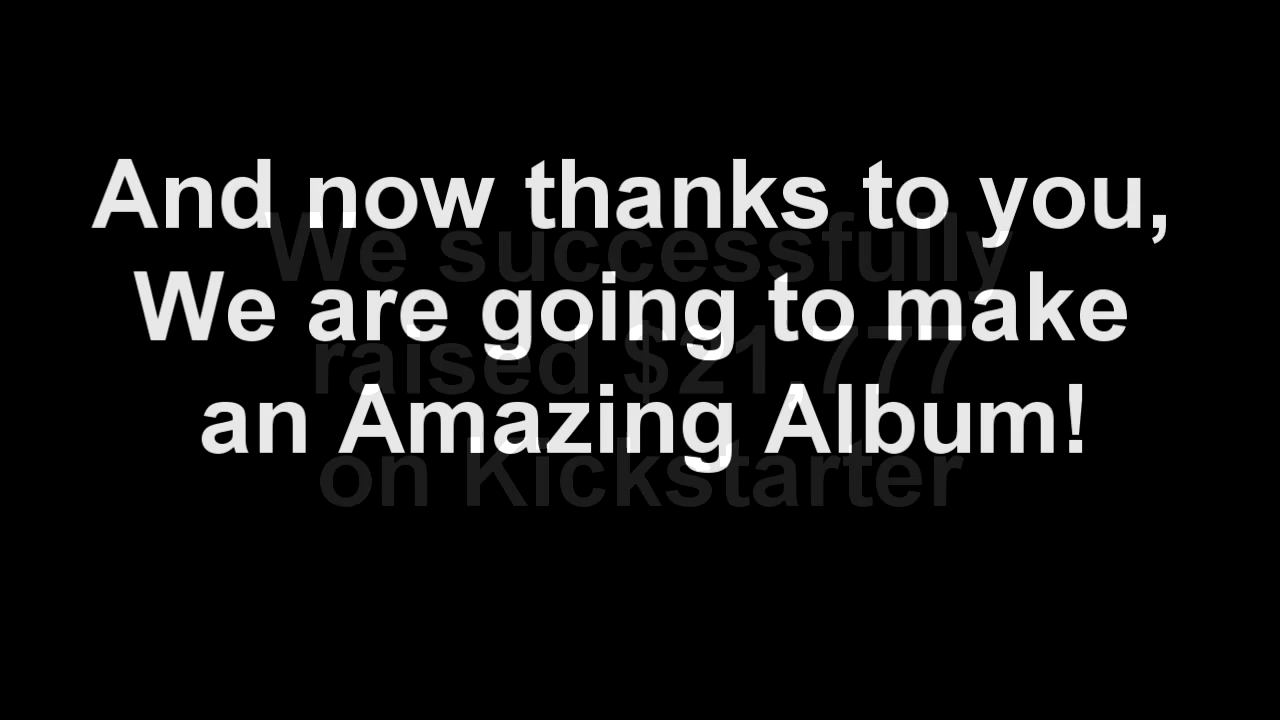 And now thanks to you,
We are going to make
an Amazing Album!
We successfully
raised $21,777
on Kickstarter